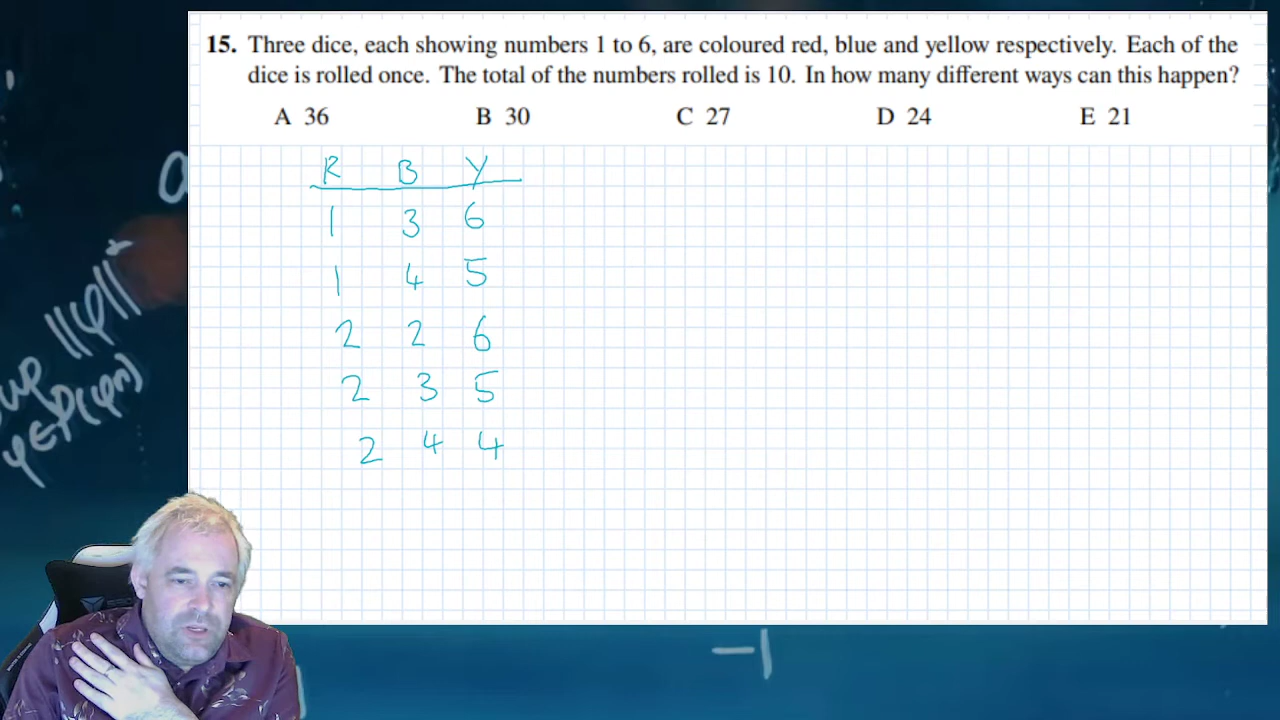 15. Three dice, each showing numbers 1 to 6, are coloured red, blue and yellow respectively. Each of the
dice is rolled once. The total of the numbers rolled is 10. In how many different ways can this happen?
A 36 B 30 C 27 D 24 E 21
R B Y
1 3 6
1 4 5
2 2 6
2 3 5
2 4 4
||φ||
φ∈P(φn)
-1